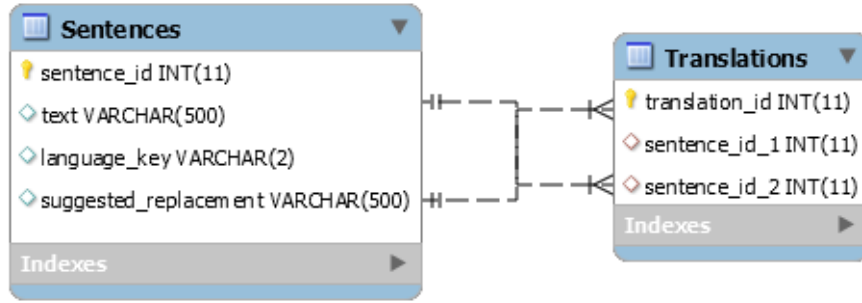 Sentences
sentence_id INT(11)
text VARCHAR(500)
language_key VARCHAR(2)
suggested_replacement VARCHAR(500)
Indexes
Translations
translation_id INT(11)
sentence_id_1 INT(11)
sentence_id_2 INT(11)
Indexes